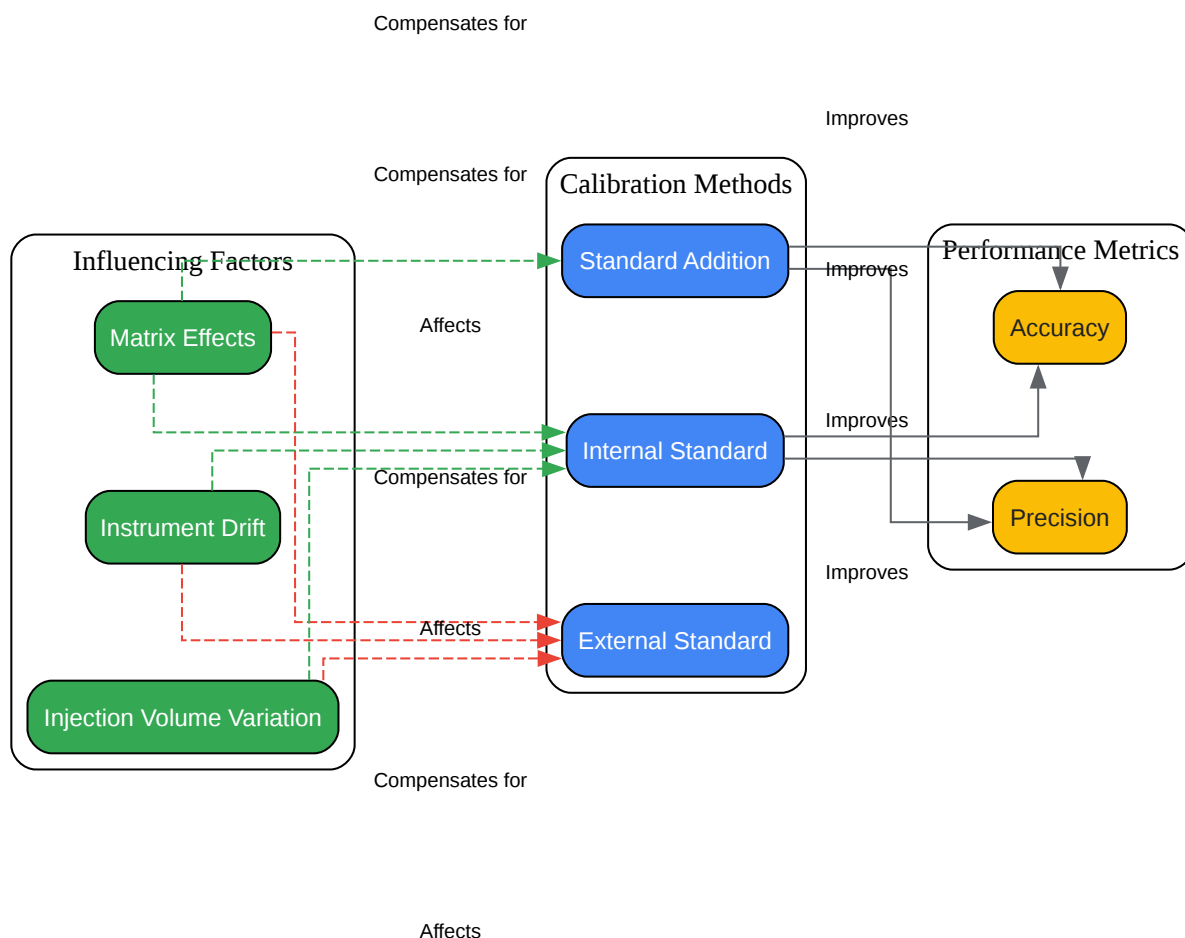 Compensates for
Improves
Compensates for
Calibration Methods
Influencing Factors
Standard Addition
Performance Metrics
Improves
Matrix Effects
Affects
Accuracy
Improves
Internal Standard
Compensates for
Instrument Drift
Precision
Improves
Affects
External Standard
Injection Volume Variation
Compensates for
Affects